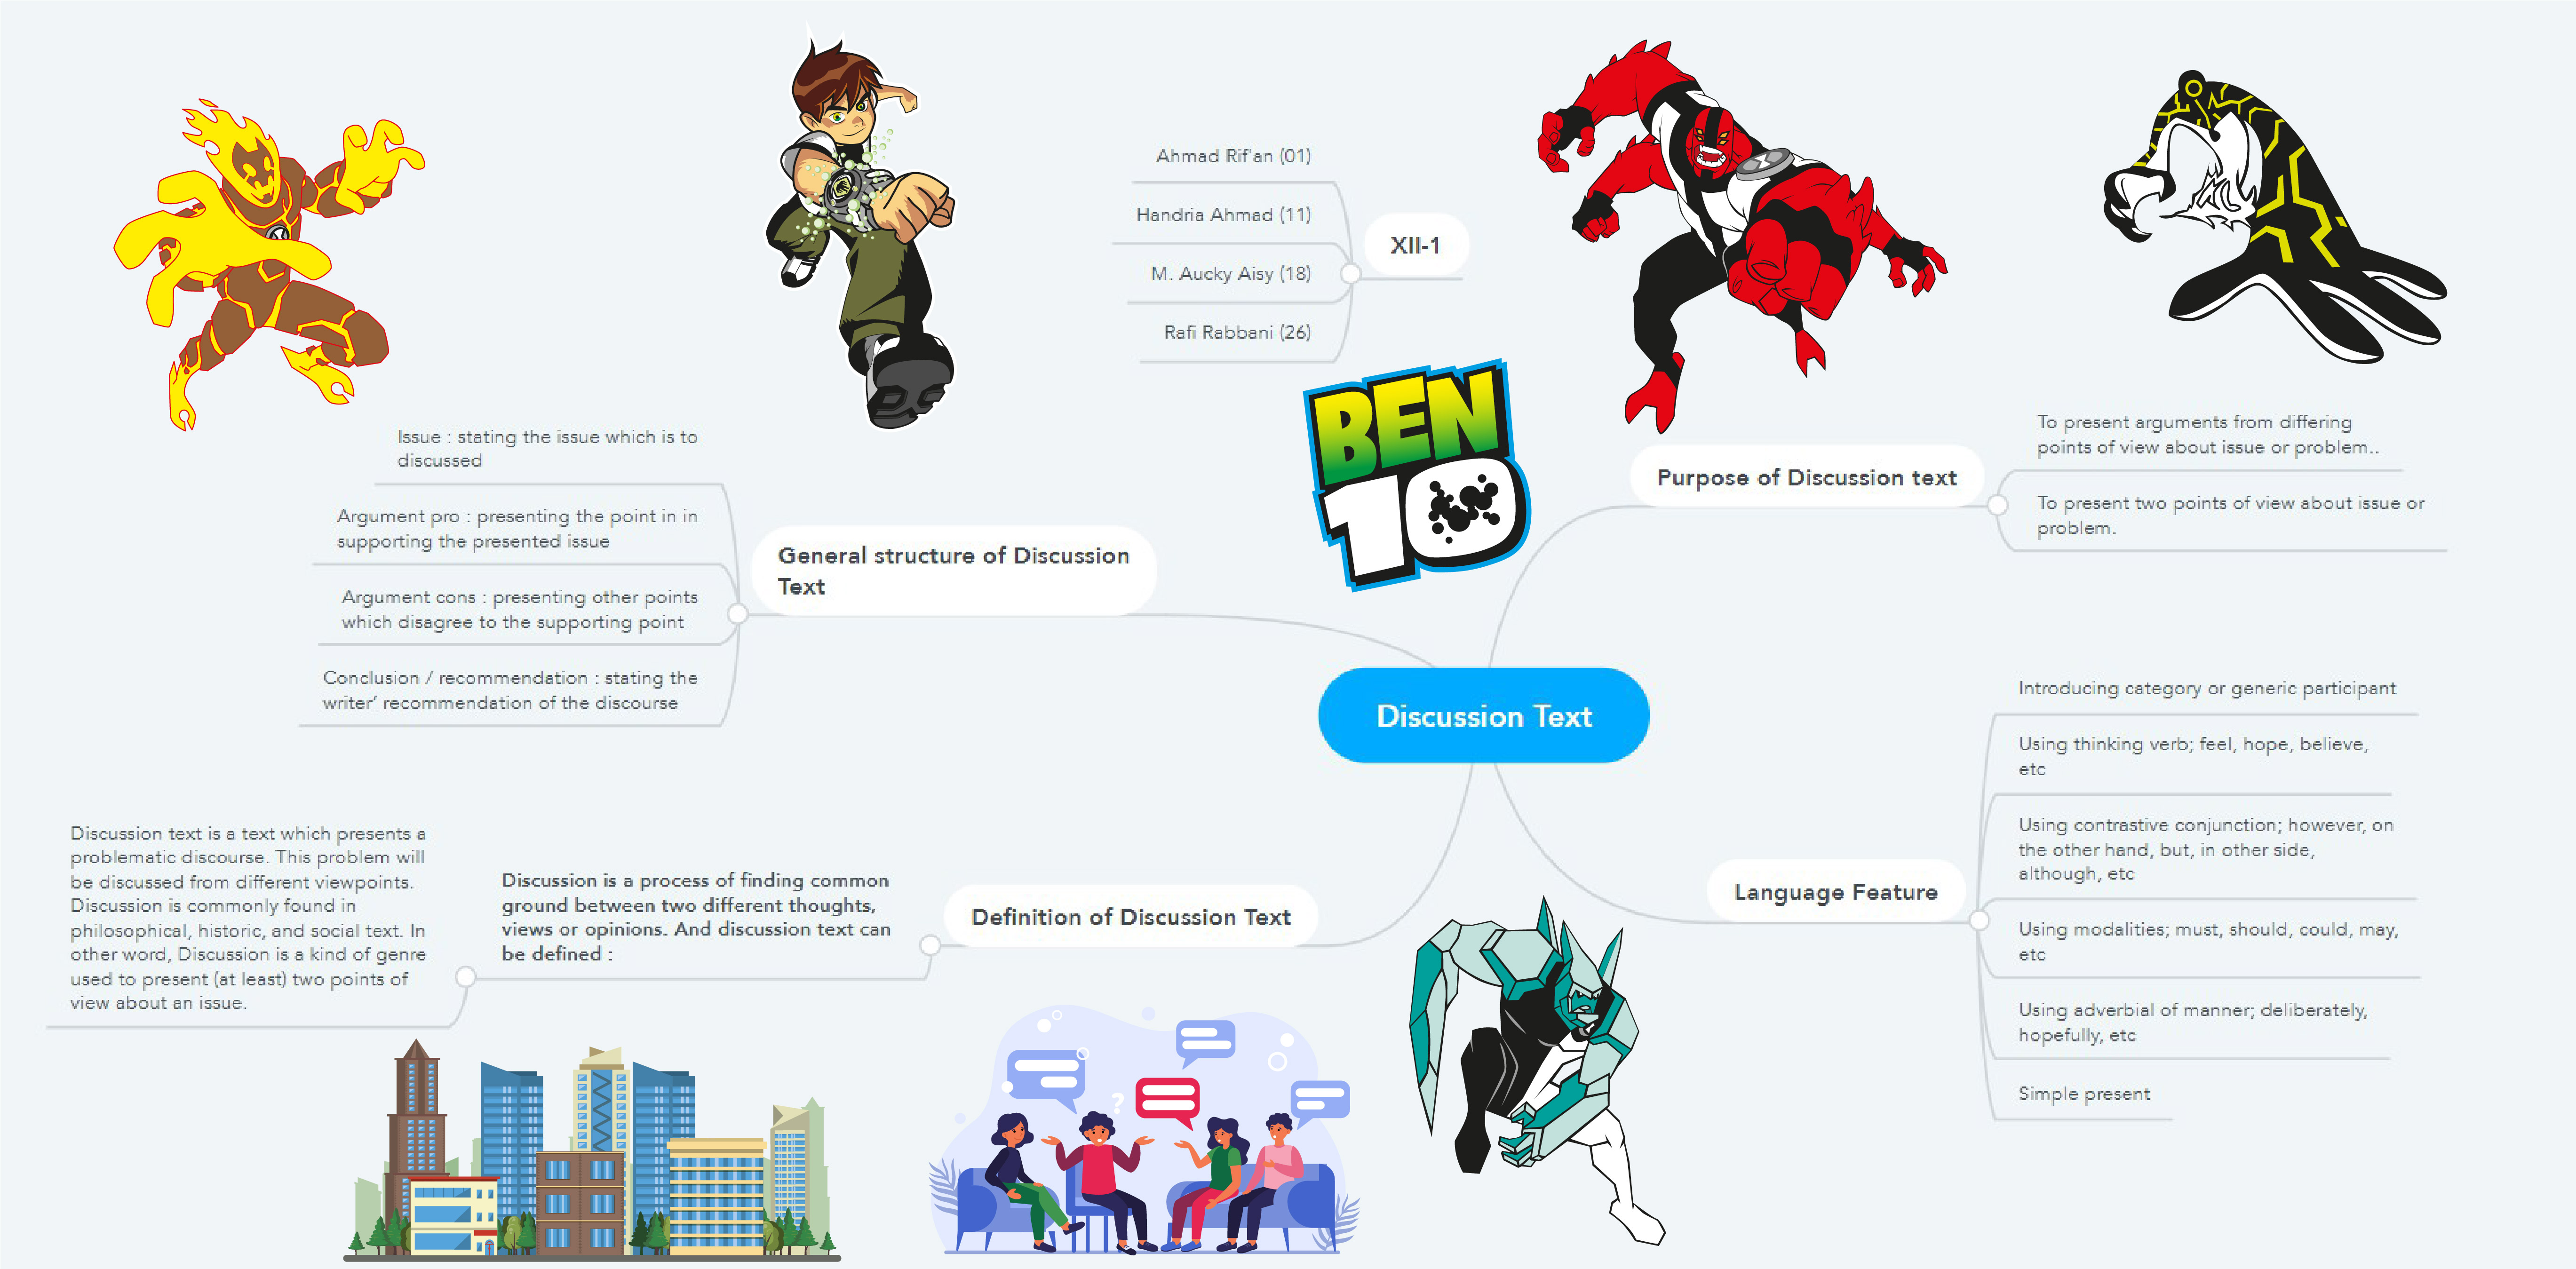 Ahmad Rif'an (01)
Handria Ahmad (11)
M. Aucky Aisy (18)
Rafi Rabbani (26)
XII-1
BEN
10
Issue : stating the issue which is to
discussed
Argument pro : presenting the point in in
supporting the presented issue
Argument cons : presenting other points
which disagree to the supporting point
Conclusion / recommendation : stating the
writer’ recommendation of the discourse
General structure of Discussion
Text
Purpose of Discussion text
To present arguments from differing
points of view about issue or problem..
To present two points of view about issue or
problem.
Discussion Text
Discussion text is a text which presents a
problematic discourse. This problem will
be discussed from different viewpoints.
Discussion is commonly found in
philosophical, historic, and social text. In
other word, Discussion is a kind of genre
used to present (at least) two points of
view about an issue.
Discussion is a process of finding common
ground between two different thoughts,
views or opinions. And discussion text can
be defined :
Definition of Discussion Text
Language Feature
Introducing category or generic participant
Using thinking verb; feel, hope, believe,
etc
Using contrastive conjunction; however, on
the other hand, but, in other side,
although, etc
Using modalities; must, should, could, may,
etc
Using adverbial of manner; deliberately,
hopefully, etc
Simple present
?